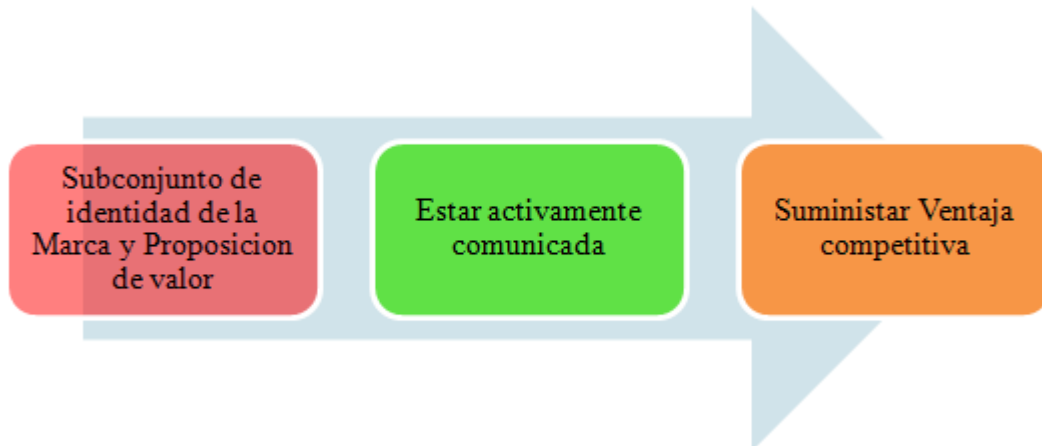 Subconjunto de
identidad de la
Marca y Proposicion
de valor
Estar activamente
comunicada
Suministar Ventaja
competitiva